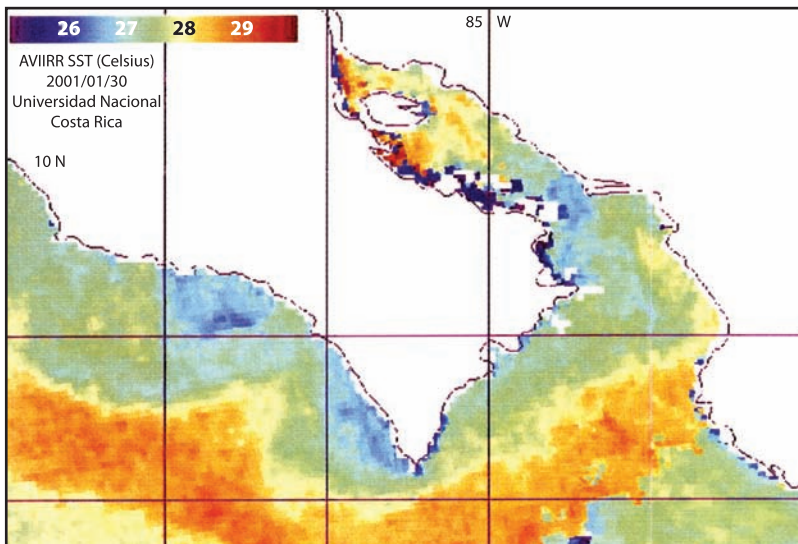 26 27 28 29
AVIIRR SST (Celsius)
2001/01/30
Universidad Nacional
Costa Rica
85 W
10 N